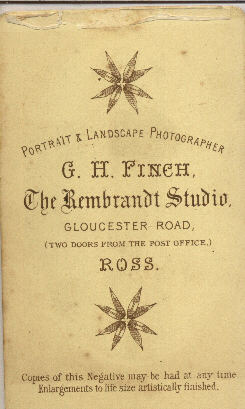 PORTRAIT & LANDSCAPE PHOTOGRAPHER
G. H. FINCH,
The Rembrandt Studio,
GLOUCESTER ROAD,
(TWO DOORS FROM THE POST OFFICE,)
ROSS.
Copies of this Negative may be had at any time
Enlargements to life size artistically finished.